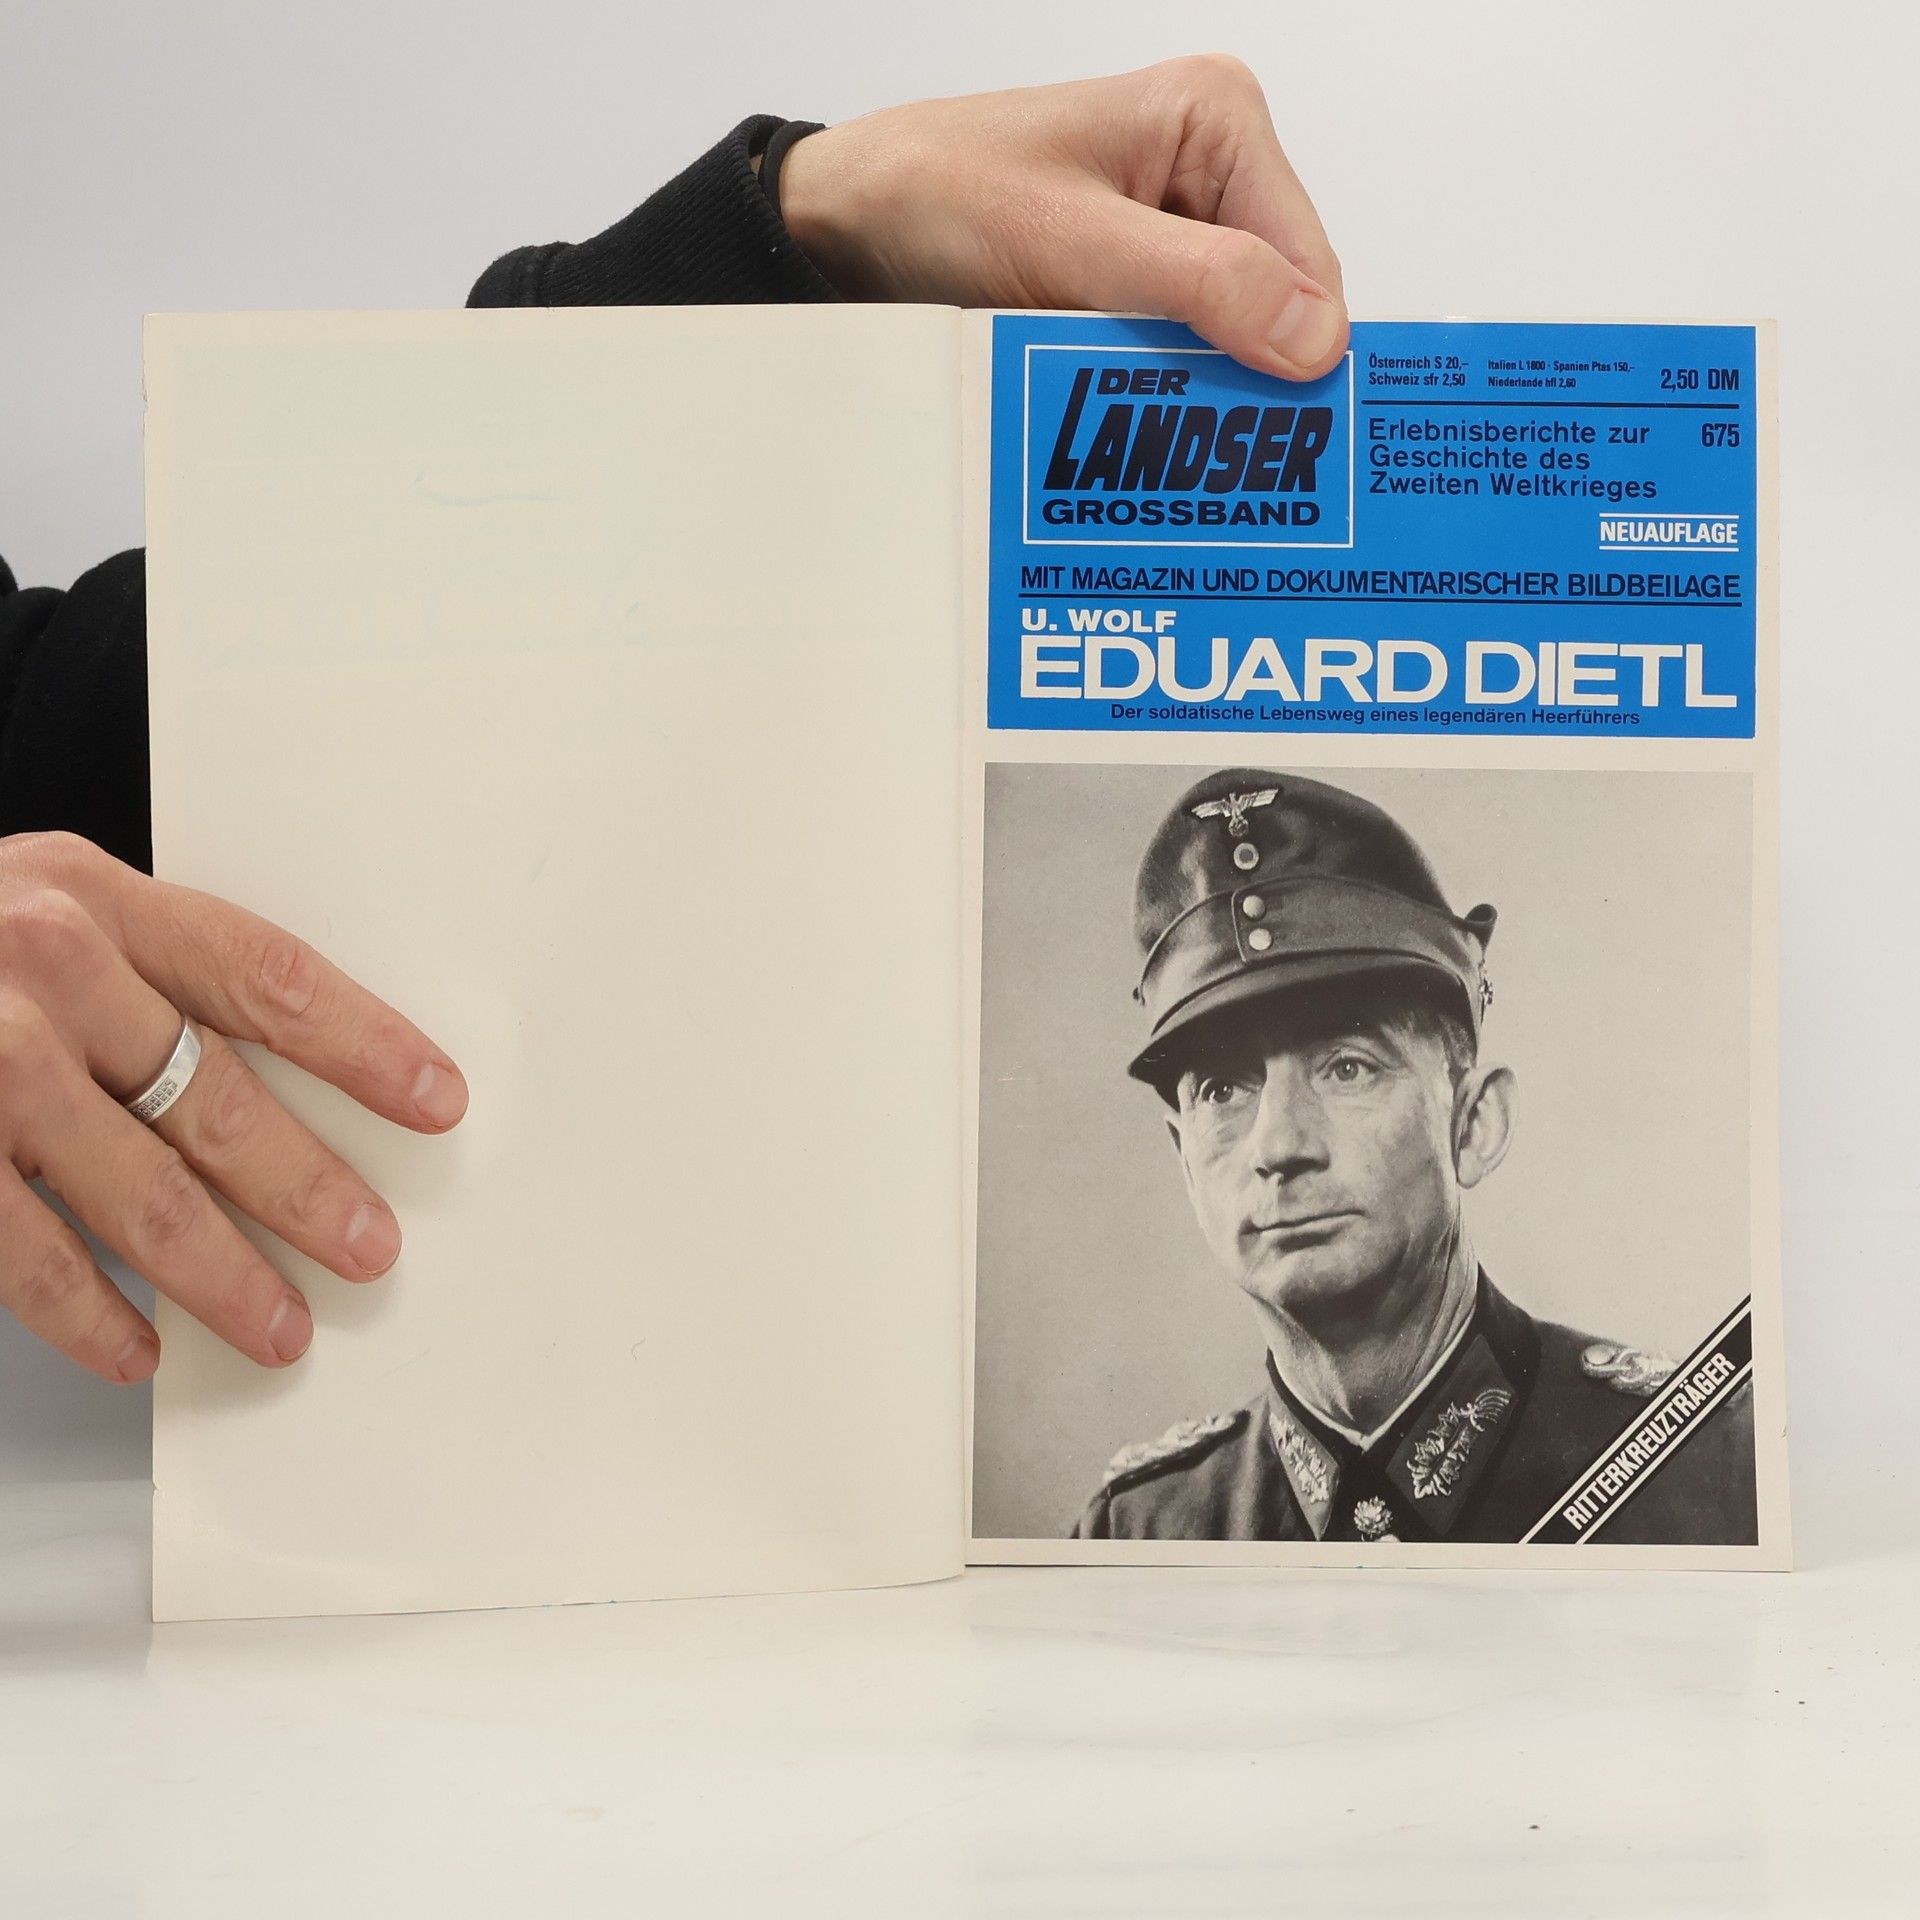 DER
LANDSER
GROSSBAND
Österreich S 20,–
Schweiz sfr 2,50
Italien L 1800 · Spanien Ptas 150,–
Niederlande hfl 2,60
2,50 DM
Erlebnisberichte zur
Geschichte des
Zweiten Weltkrieges
675
NEUAUFLAGE
MIT MAGAZIN UND DOKUMENTARISCHER BILDBEILAGE
U. WOLF
EDUARD DIETL
Der soldatische Lebensweg eines legendären Heerführers
RITTERKREUZTRÄGER